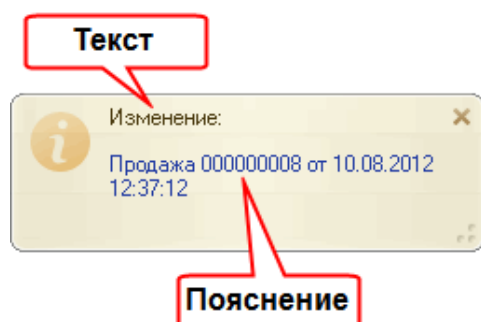 Текст
Изменение:
Продажа 000000008 от 10.08.2012
12:37:12
Пояснение